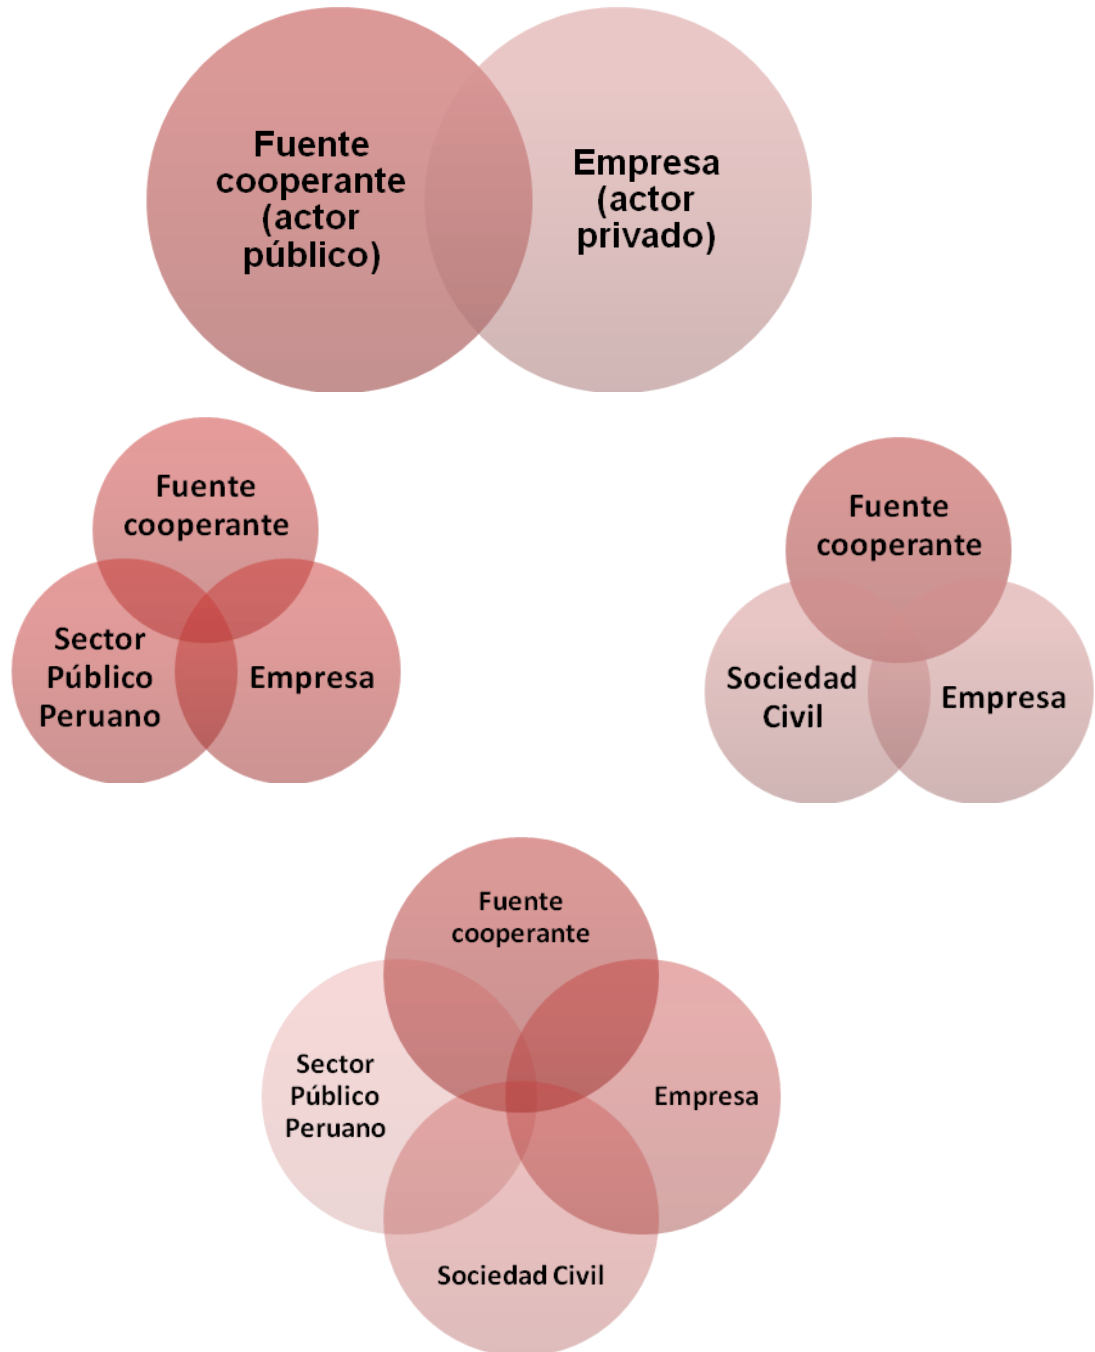 Fuente
cooperante
(actor
público)
Empresa
(actor
privado)
Fuente
cooperante
Sector
Público
Peruano
Empresa
Fuente
cooperante
Sociedad
Civil
Empresa
Fuente
cooperante
Sector
Público
Peruano
Empresa
Sociedad Civil